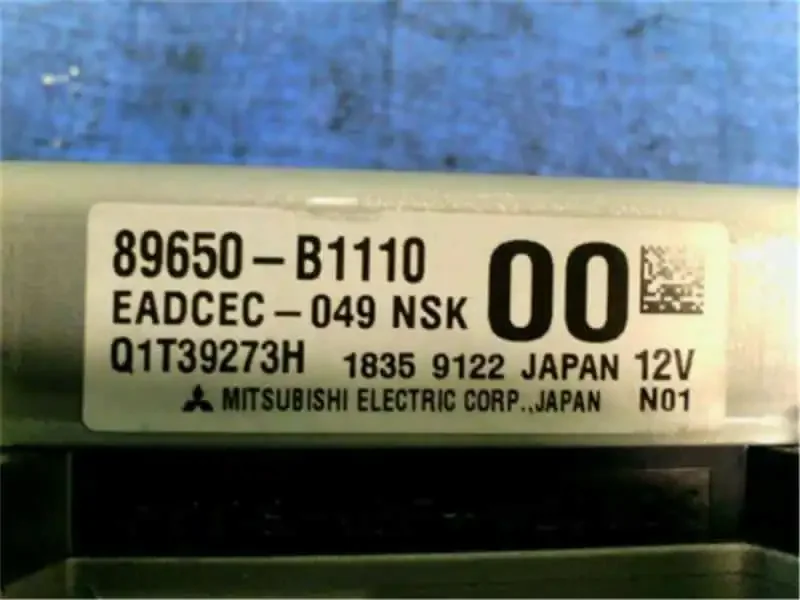 89650-B1110
EADCEC-049 NSK 00
Q1T39273H 1835 9122 JAPAN 12V
MITSUBISHI ELECTRIC CORP.,JAPAN N01